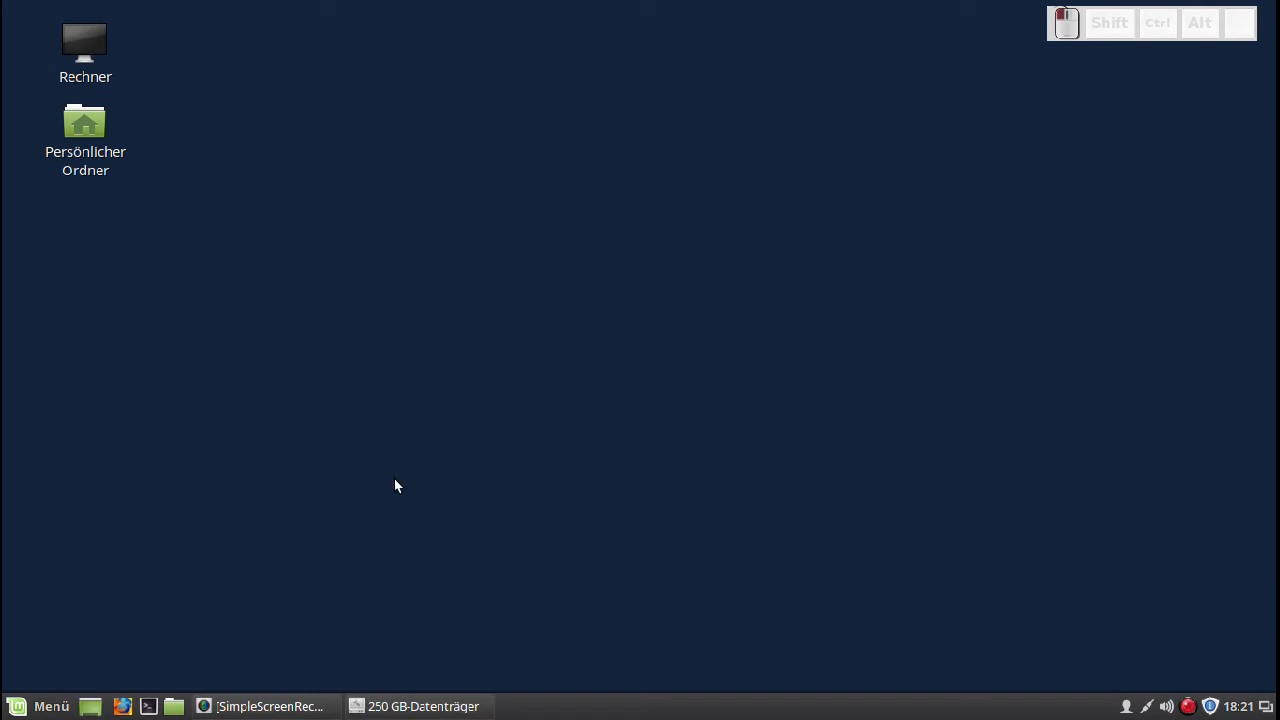 Shift Ctrl Alt
Rechner
Persönlicher
Ordner
Menü [SimpleScreenRec... 250 GB-Datenträger 18:21